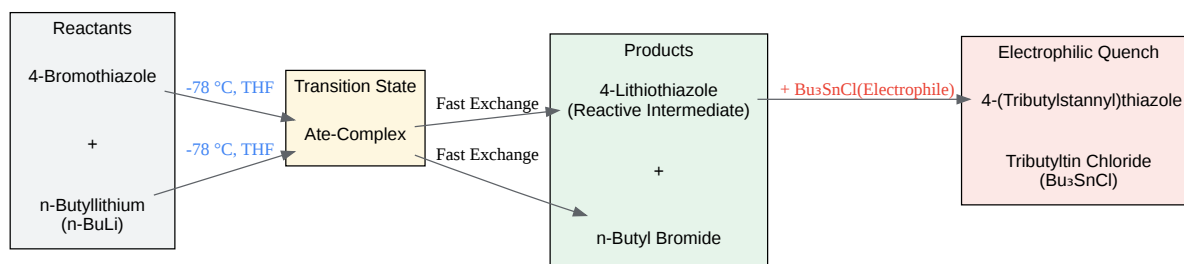 Reactants
4-Bromothiazole
+
n-Butyllithium
(n-BuLi)
-78 °C, THF
-78 °C, THF
Transition State
Ate-Complex
Fast Exchange
Fast Exchange
Products
4-Lithiothiazole
(Reactive Intermediate)
+
n-Butyl Bromide
+ Bu₃SnCl(Electrophile)
Electrophilic Quench
4-(Tributylstannyl)thiazole
Tributyltin Chloride
(Bu₃SnCl)